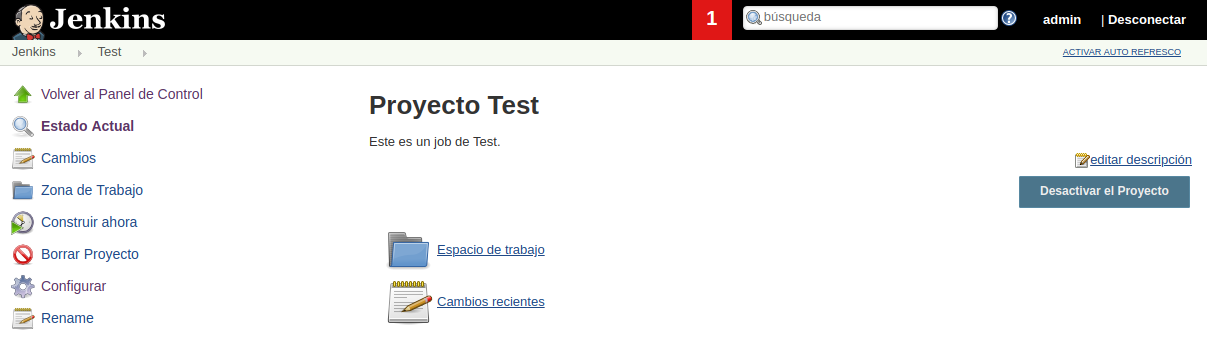 Jenkins
1
búsqueda
?
admin
| Desconectar
Jenkins
Test
ACTIVAR AUTO REFRESCO
Volver al Panel de Control
Estado Actual
Cambios
Zona de Trabajo
Construir ahora
Borrar Proyecto
Configurar
Rename
Proyecto Test
Este es un job de Test.
editar descripción
Desactivar el Proyecto
Espacio de trabajo
Cambios recientes